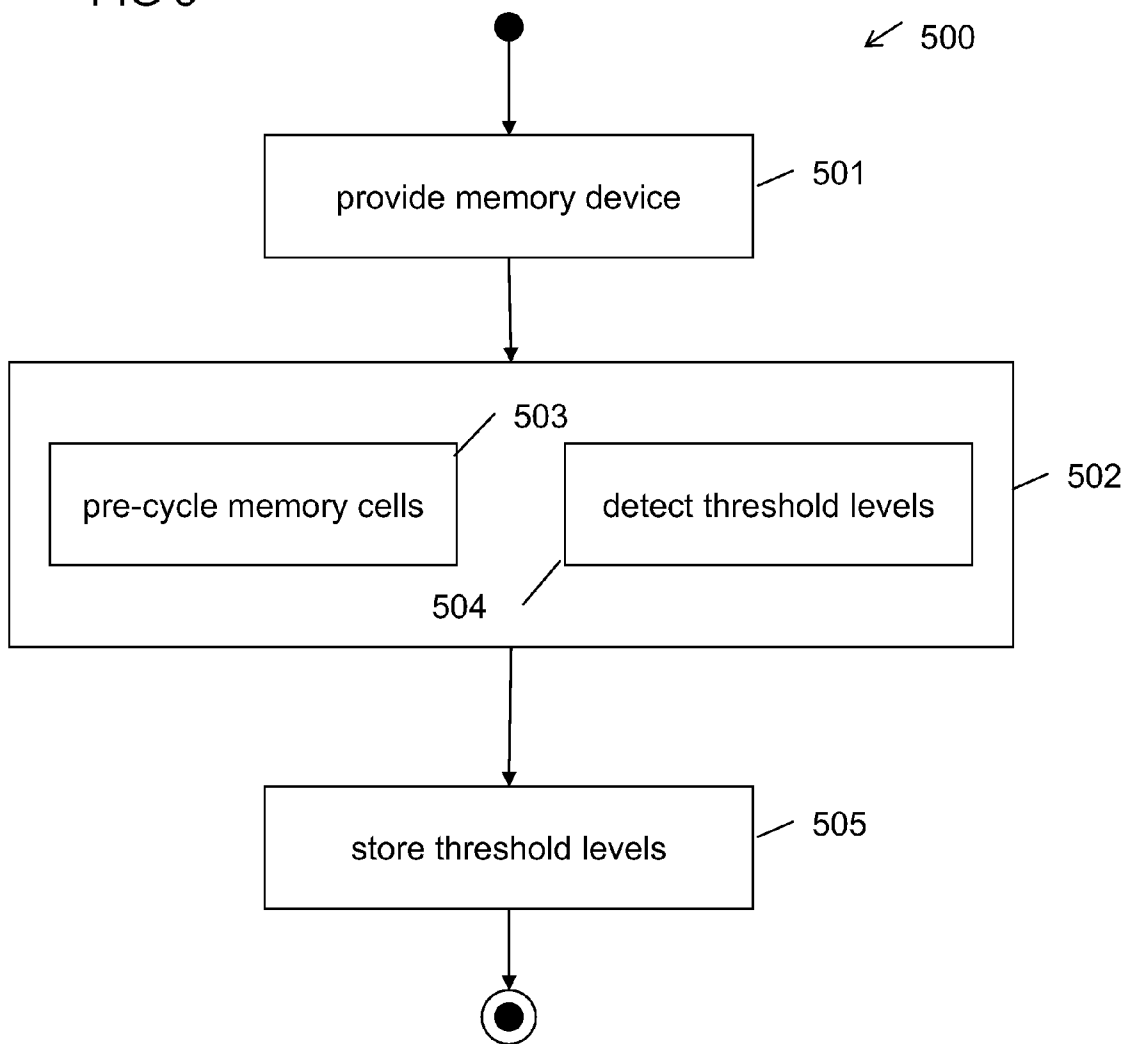 500
provide memory device
501
503
pre-cycle memory cells
detect threshold levels
502
504
store threshold levels
505